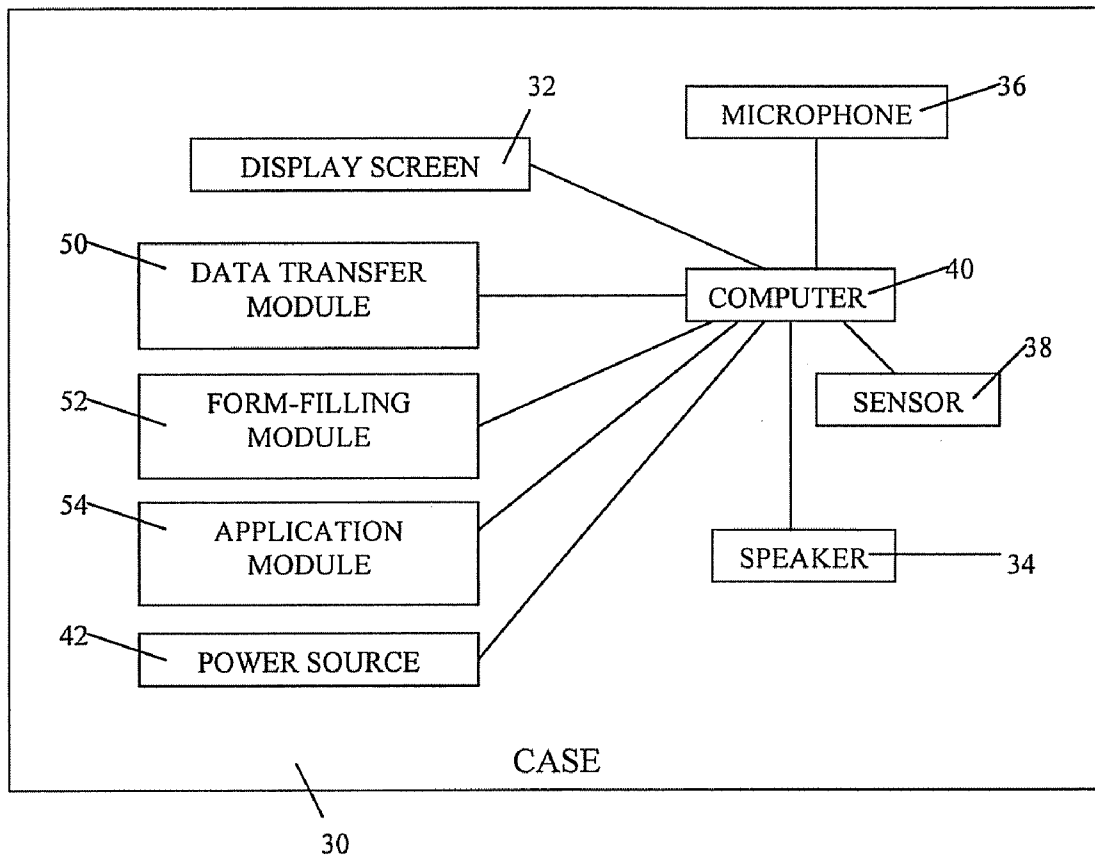 32
36
MICROPHONE
DISPLAY SCREEN
50
DATA TRANSFER
MODULE
40
COMPUTER
38
SENSOR
52
FORM-FILLING
MODULE
54
APPLICATION
MODULE
SPEAKER
34
42
POWER SOURCE
CASE
30